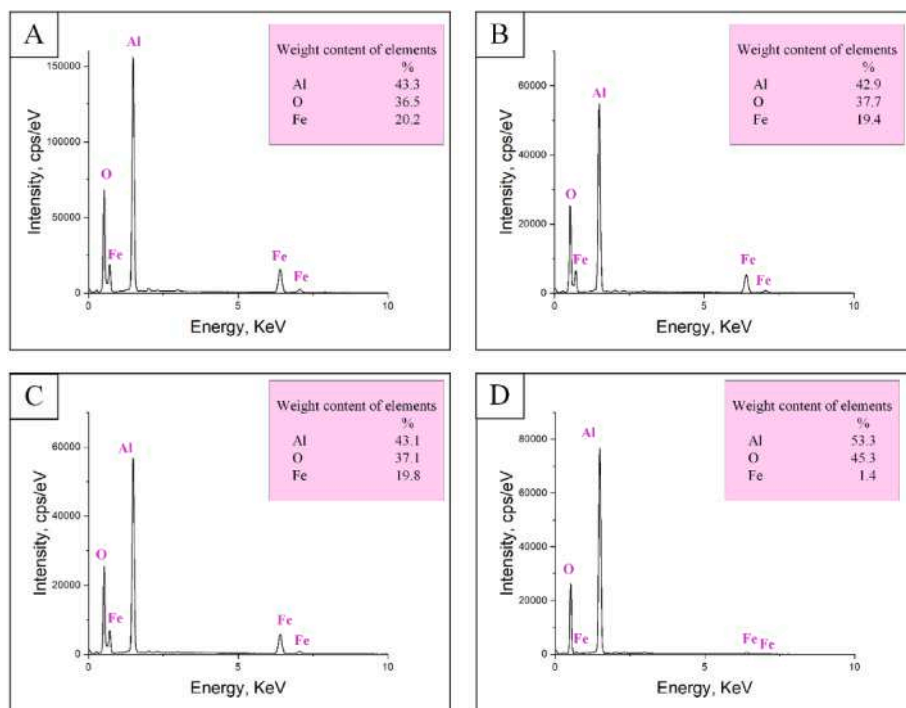 A
Al
O
Fe
Fe
Fe
Weight content of elements
%
Al 43.3
O 36.5
Fe 20.2
150000
100000
50000
0
0 5 10
Intensity, cps/eV
Energy, KeV
B
Al
O
Fe
Fe
Fe
Weight content of elements
%
Al 42.9
O 37.7
Fe 19.4
60000
40000
20000
0
0 5 10
Intensity, cps/eV
Energy, KeV
C
Al
O
Fe
Fe
Fe
Weight content of elements
%
Al 43.1
O 37.1
Fe 19.8
60000
40000
20000
0
0 5 10
Intensity, cps/eV
Energy, KeV
D
Al
O
Fe
Fe
Fe
Weight content of elements
%
Al 53.3
O 45.3
Fe 1.4
80000
60000
40000
20000
0
0 5 10
Intensity, cps/eV
Energy, KeV